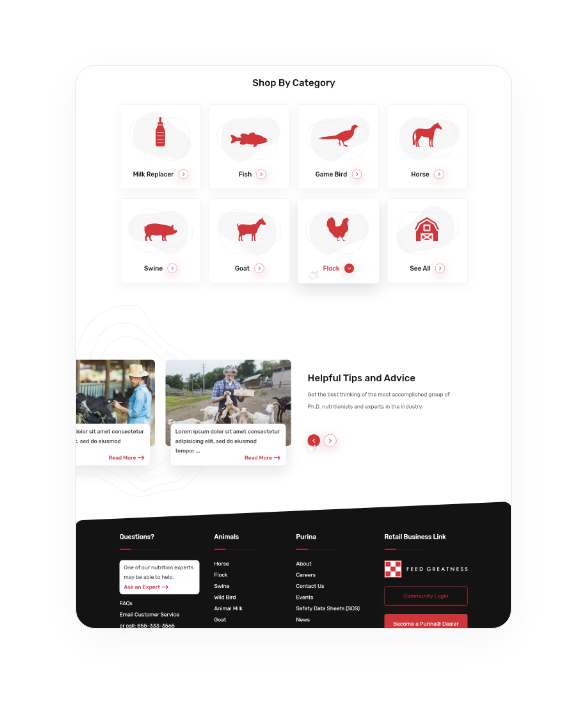 Shop By Category
Milk Replacer
Fish
Game Bird
Horse
Swine
Goat
Flock
See All
dolor sit amet consectetur
t, sed do eiusmod
Read More
Lorem ipsum dolor sit amet consectetur
adipisicing elit, sed do eiusmod
tempor ...
Read More
Helpful Tips and Advice
Get the best thinking of the most accomplished group of
Ph.D. nutritionists and experts in the industry.
Questions?
One of our nutrition experts
may be able to help.
Ask an Expert
FAQs
Email Customer Service
or call: 856-333-3565
Animals
Horse
Flock
Swine
Wild Bird
Animal Milk
Goat
Purina
About
Careers
Contact Us
Events
Safety Data Sheets (SDS)
News
Retail Business Link
FEED GREATNESS
Community Login
Become a Purina® Dealer